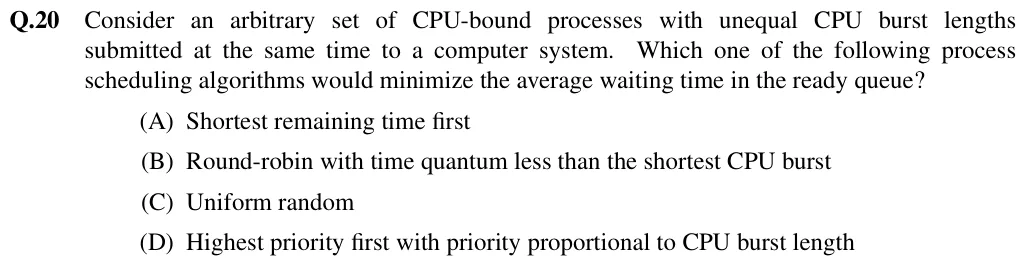 Q.20 Consider an arbitrary set of CPU-bound processes with unequal CPU burst lengths
submitted at the same time to a computer system. Which one of the following process
scheduling algorithms would minimize the average waiting time in the ready queue?
(A) Shortest remaining time first
(B) Round-robin with time quantum less than the shortest CPU burst
(C) Uniform random
(D) Highest priority first with priority proportional to CPU burst length